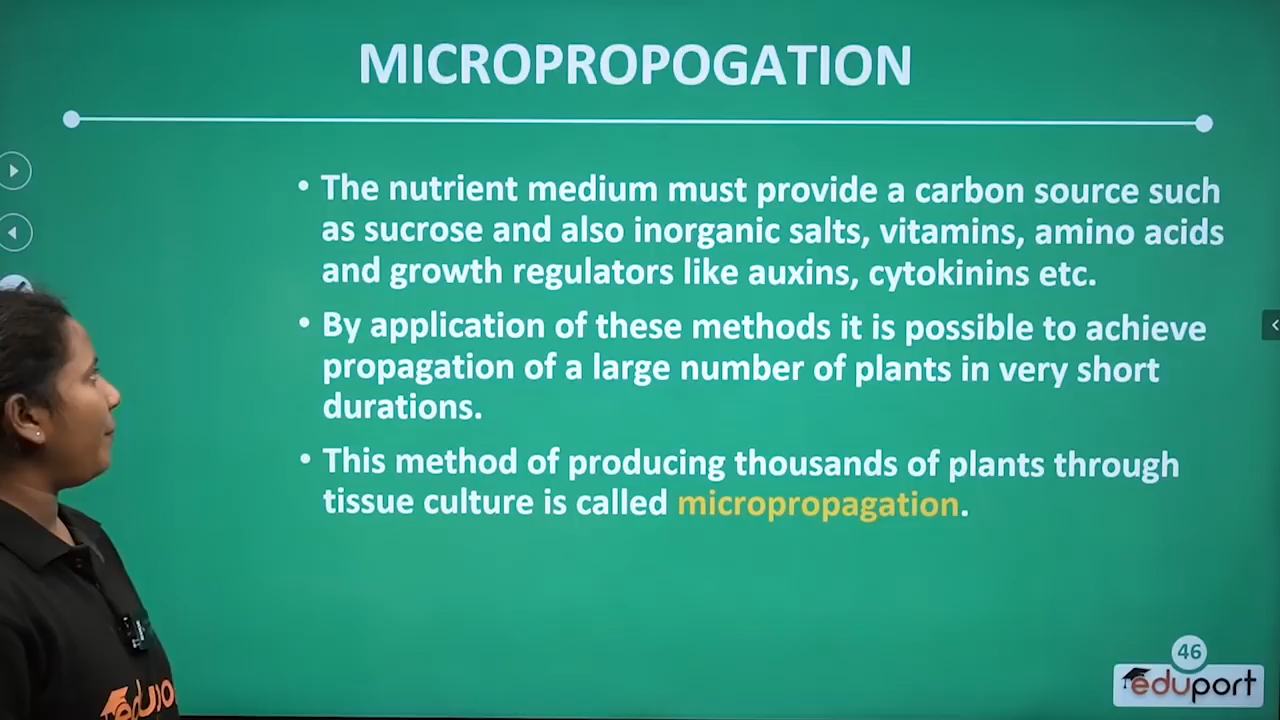 MICROPROPOGATION
• The nutrient medium must provide a carbon source such
as sucrose and also inorganic salts, vitamins, amino acids
and growth regulators like auxins, cytokinins etc.
• By application of these methods it is possible to achieve
propagation of a large number of plants in very short
durations.
• This method of producing thousands of plants through
tissue culture is called micropropagation.
46
eduport